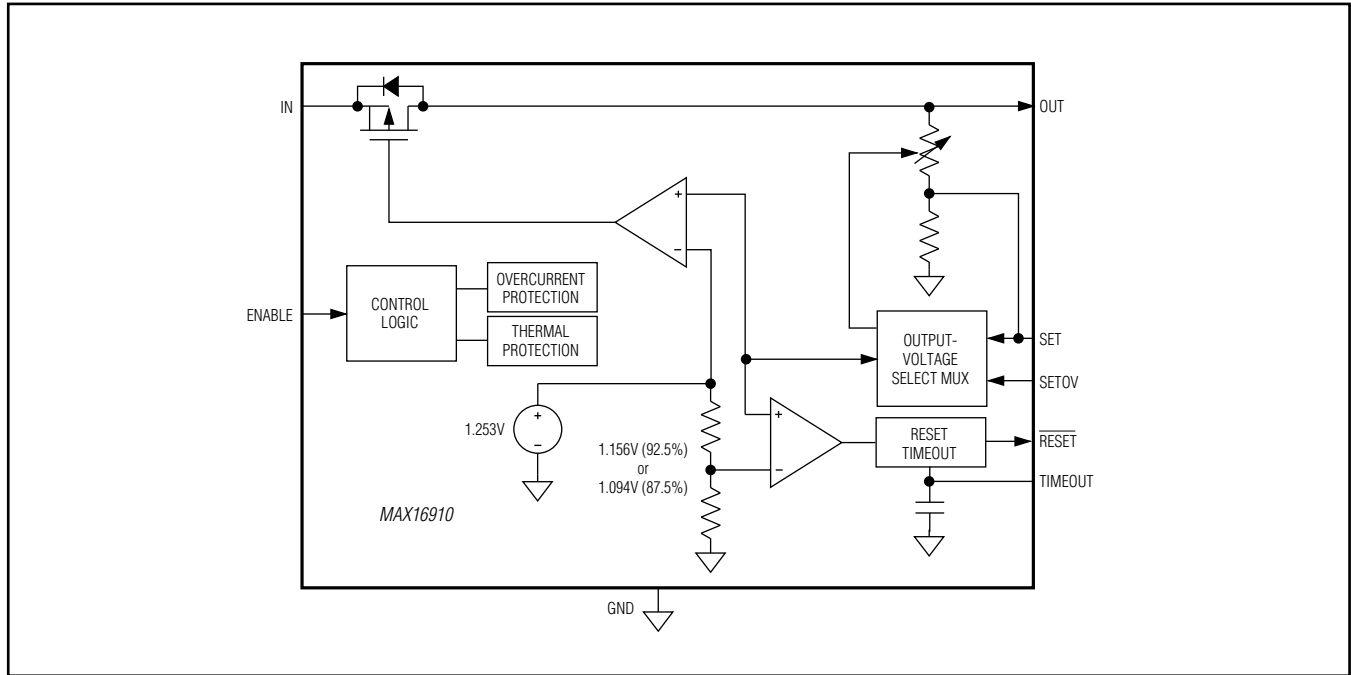 IN
OUT
+
−
OVERCURRENT
PROTECTION
CONTROL
LOGIC
ENABLE
THERMAL
PROTECTION
OUTPUT-
VOLTAGE
SELECT MUX
SET
SETOV
+
−
1.253V
1.156V (92.5%)
or
1.094V (87.5%)
+
−
RESET
TIMEOUT
RESET
TIMEOUT
MAX16910
GND